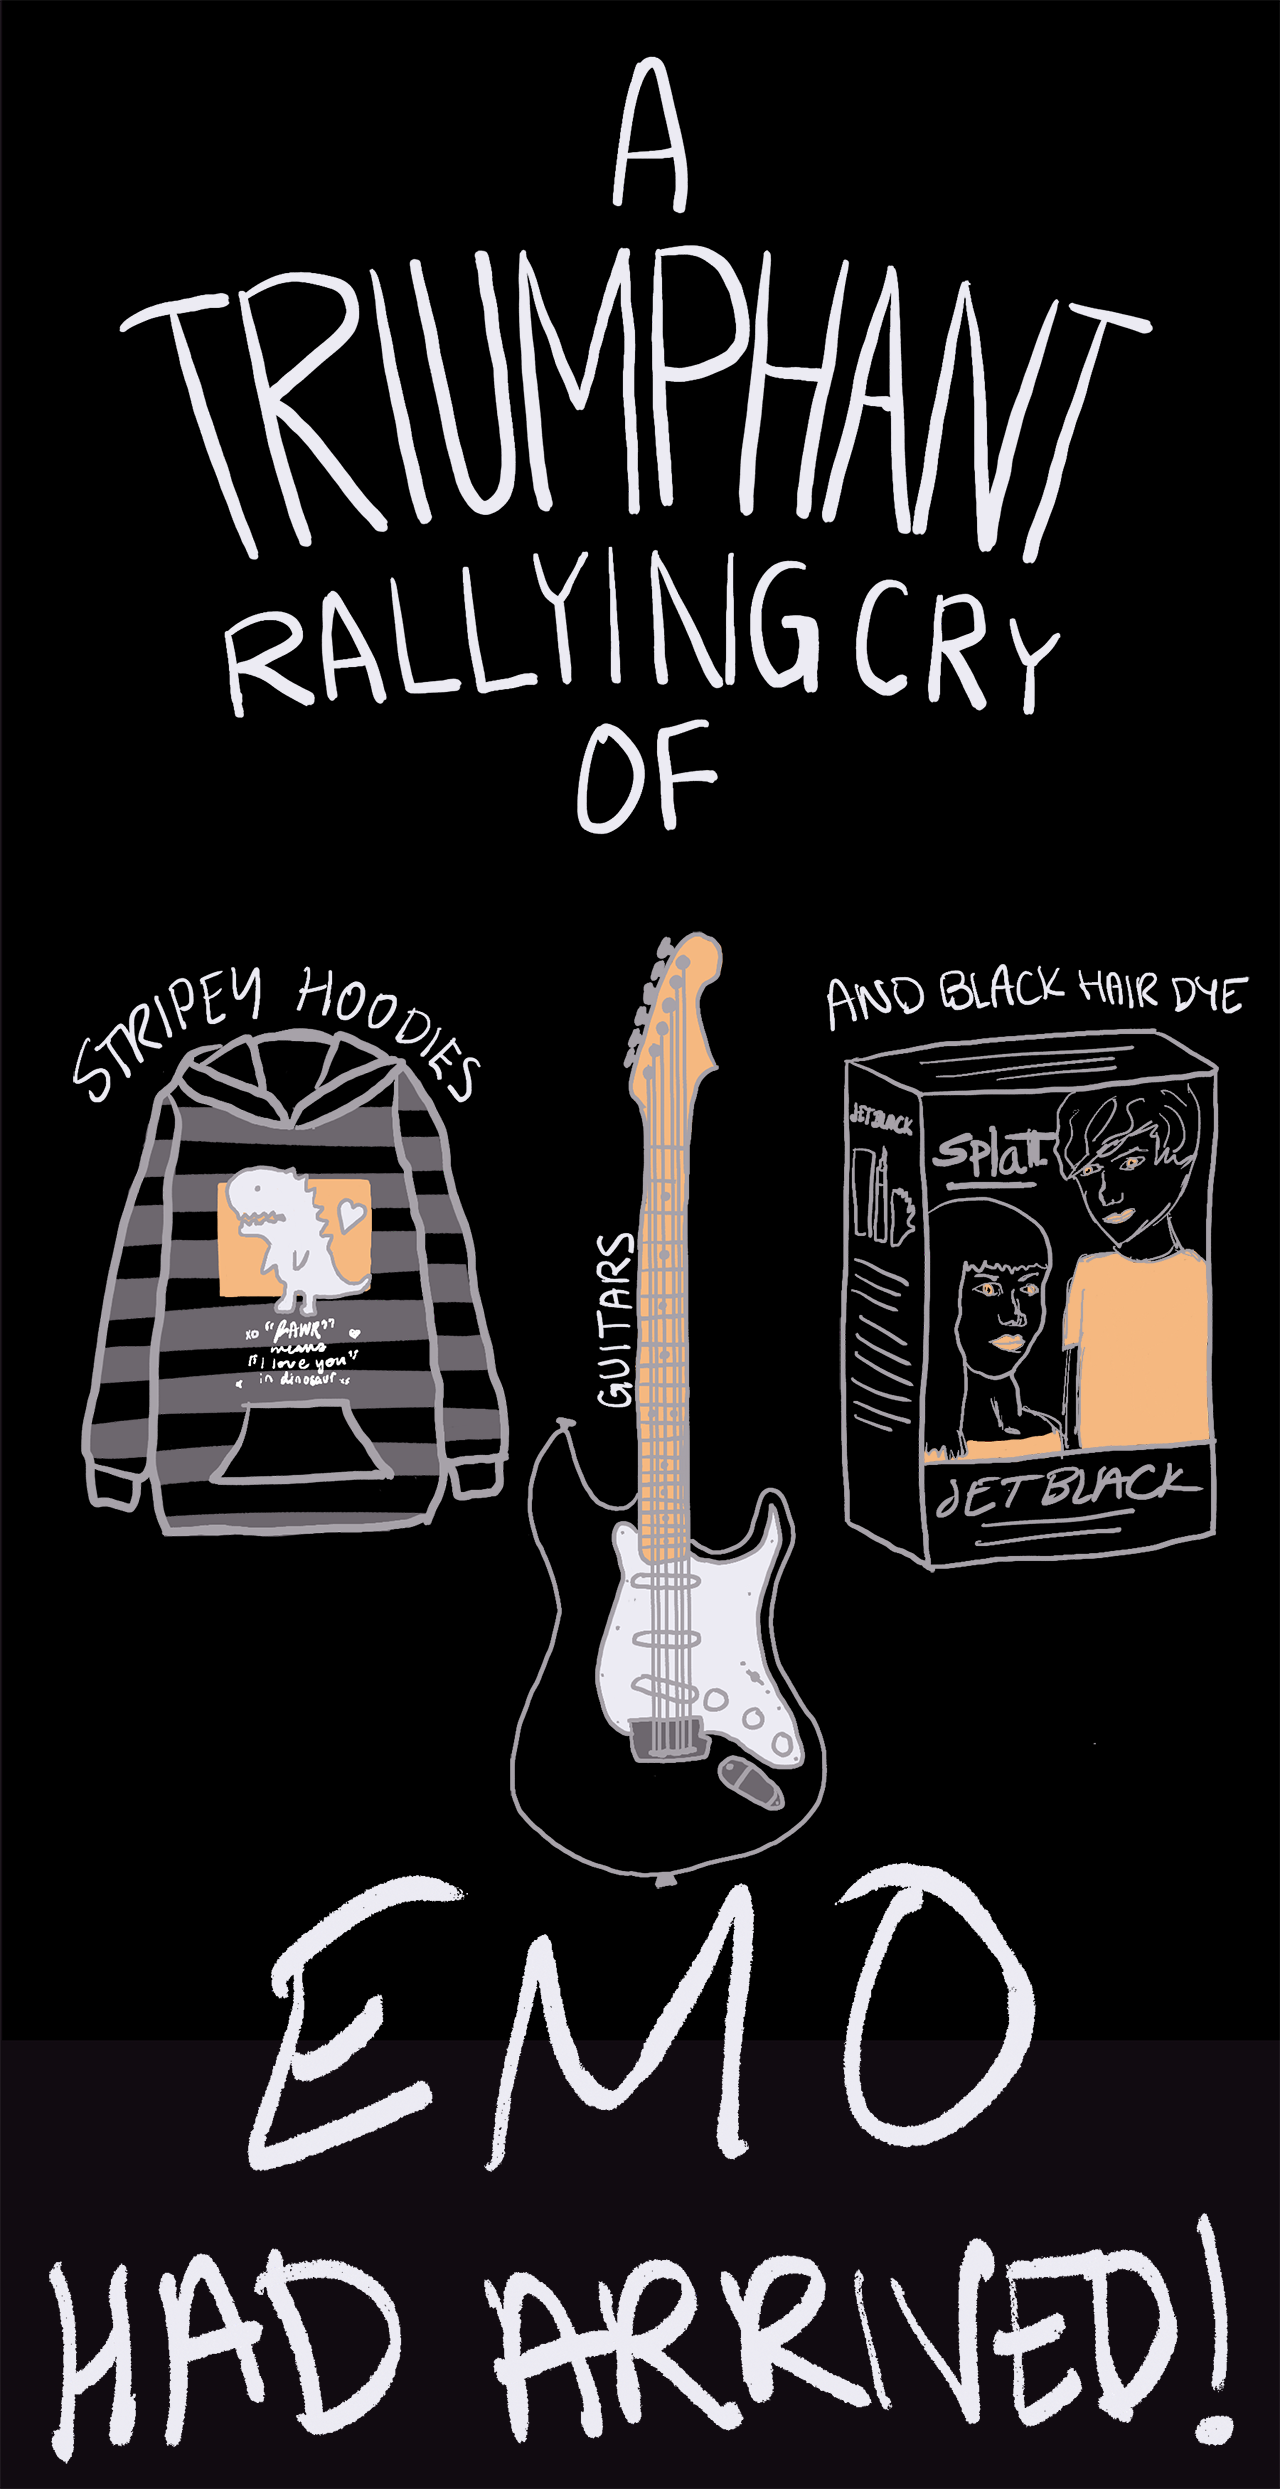 A
TRIUMPHANT
RALLYING CRY
OF
STRIPEY HOODIES
xo "RAWR"
means
"I love you"
in dinosaur xs
GUITARS
AND BLACK HAIR DYE
JET BLACK
Splat
JET BLACK
EMO
HAD ARRIVED!